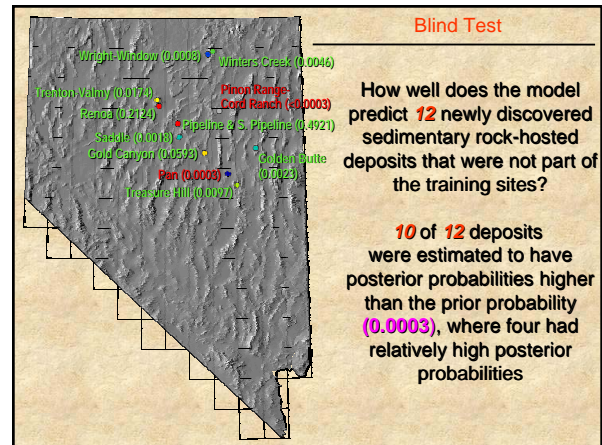 Blind Test
Wright-Window (0.0008)
Winters Creek (0.0046)
Trenton Valmy (0.0174)
Pinon Range-
Cord Ranch (≤0.0003)
Renoa (0.2124)
Pipeline & S. Pipeline (0.4921)
Saddle (0.0018)
Gold Canyon (0.0593)
Golden Butte
(0.0023)
Pan (0.0003)
Treasure Hill (0.0097)
How well does the model
predict 12 newly discovered
sedimentary rock-hosted
deposits that were not part of
the training sites?
10 of 12 deposits
were estimated to have
posterior probabilities higher
than the prior probability
(0.0003), where four had
relatively high posterior
probabilities